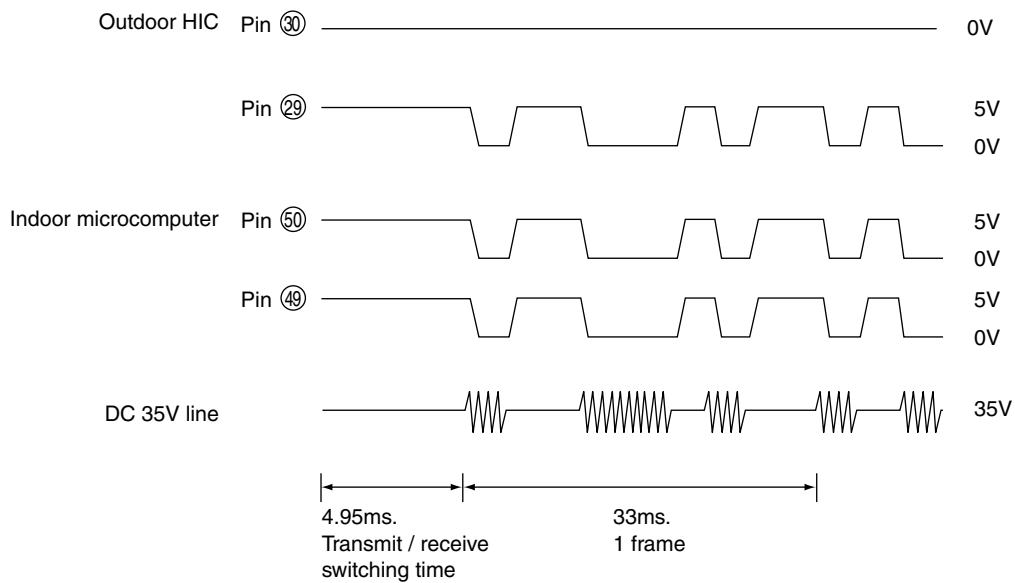 Outdoor HIC Pin ㉚ 0V
Pin ㉙ 5V
0V
Indoor microcomputer Pin ㊿ 5V
0V
Pin ㊾ 5V
0V
DC 35V line 35V
4.95ms. 33ms.
Transmit / receive 1 frame
switching time